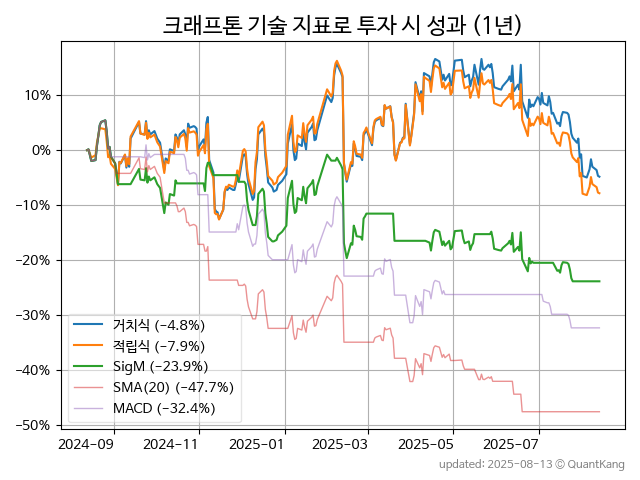 크래프톤 기술 지표로 투자 시 성과 (1년)
10%
0%
−10%
−20%
−30%
−40%
−50%
거치식 (−4.8%)
적립식 (−7.9%)
SigM (−23.9%)
SMA(20) (−47.7%)
MACD (−32.4%)
2024-09 2024-11 2025-01 2025-03 2025-05 2025-07
updated: 2025-08-13 © QuantKang